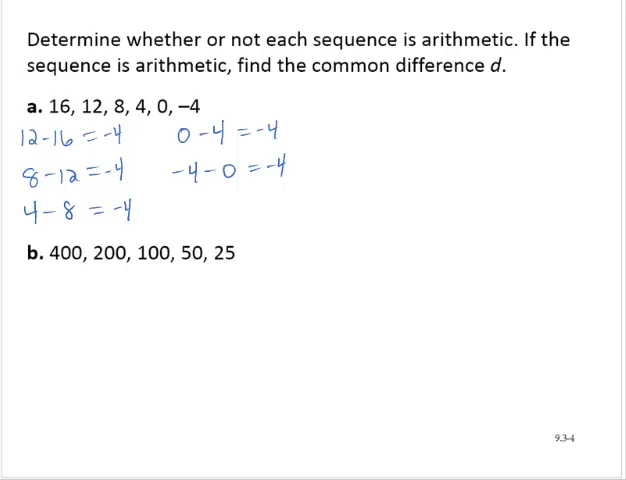 Determine whether or not each sequence is arithmetic. If the
sequence is arithmetic, find the common difference d.
a. 16, 12, 8, 4, 0, –4
12-16 = -4 0-4 = -4
8-12 = -4 -4-0 = -4
4-8 = -4
b. 400, 200, 100, 50, 25
9.3-4